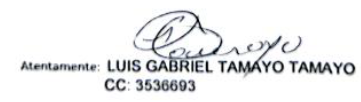 Atentamente: LUIS GABRIEL TAMAYO TAMAYO
CC: 3536693